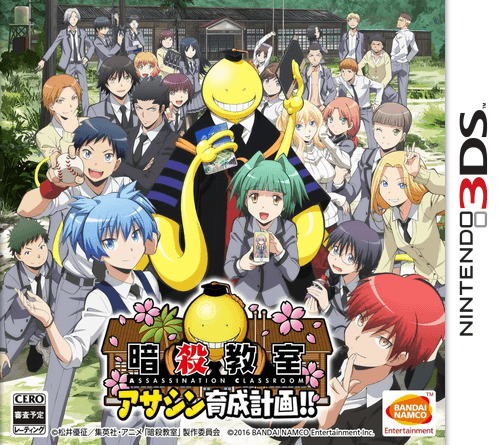 NINTENDO 3DS
TM
暗殺教室
ASSASSINATION CLASSROOM
アサシン育成計画!!
CERO
審査予定
レーティング
BANDAI
NAMCO
Entertainment
©松井優征/集英社・アニメ「暗殺教室」製作委員会 ©2016 BANDAI NAMCO Entertainment Inc.